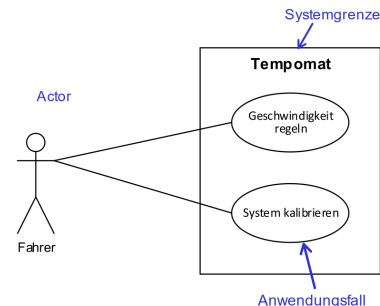 Systemgrenze
Tempomat
Actor
Geschwindigkeit
regeln
System kalibrieren
Fahrer
Anwendungsfall